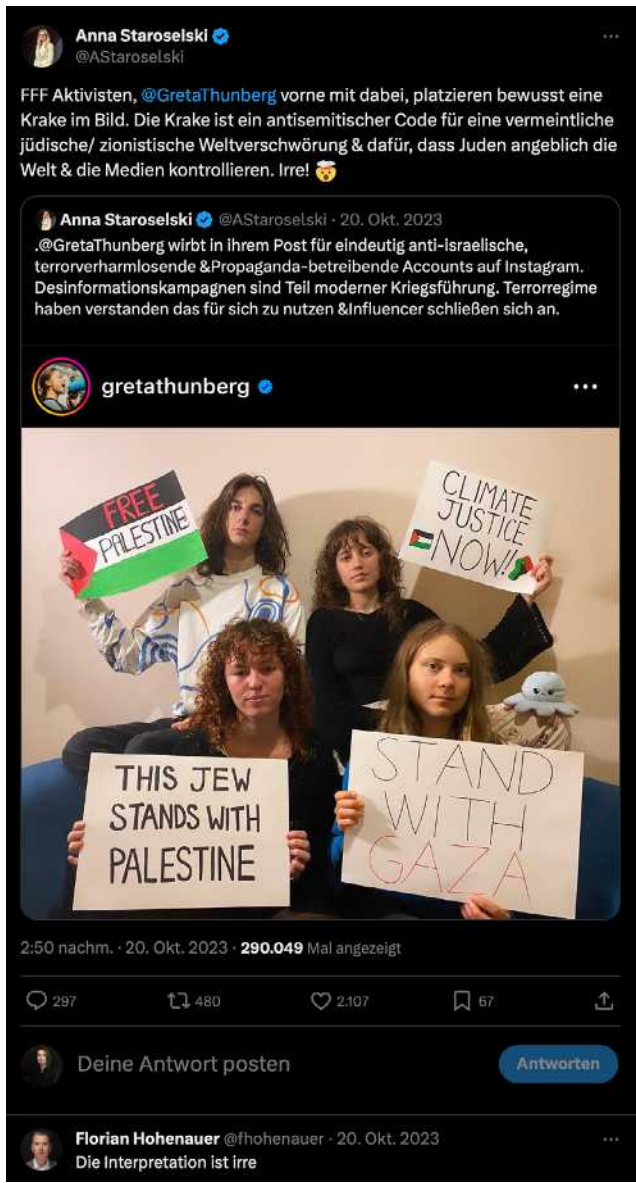 Anna Staroselski
@AStaroselski
FFF Aktivisten, @GretaThunberg vorne mit dabei, platzieren bewusst eine
Krake im Bild. Die Krake ist ein antisemitischer Code für eine vermeintliche
jüdische/ zionistische Weltverschwörung & dafür, dass Juden angeblich die
Welt & die Medien kontrollieren. Irre! 🤯
Anna Staroselski @AStaroselski · 20. Okt. 2023
.@GretaThunberg wirbt in ihrem Post für eindeutig anti-israelische,
terrorverharmlosende &Propaganda-betreibende Accounts auf Instagram.
Desinformationskampagnen sind Teil moderner Kriegsführung. Terrorregime
haben verstanden das für sich zu nutzen &Influencer schließen sich an.
gretathunberg
FREE
PALESTINE
CLIMATE
JUSTICE
NOW!!
THIS JEW
STANDS WITH
PALESTINE
STAND
WITH
GAZA
2:50 nachm. · 20. Okt. 2023 · 290.049 Mal angezeigt
297 480 2.107 67
Deine Antwort posten
Antworten
Florian Hohenauer @fhohenauer · 20. Okt. 2023
Die Interpretation ist irre